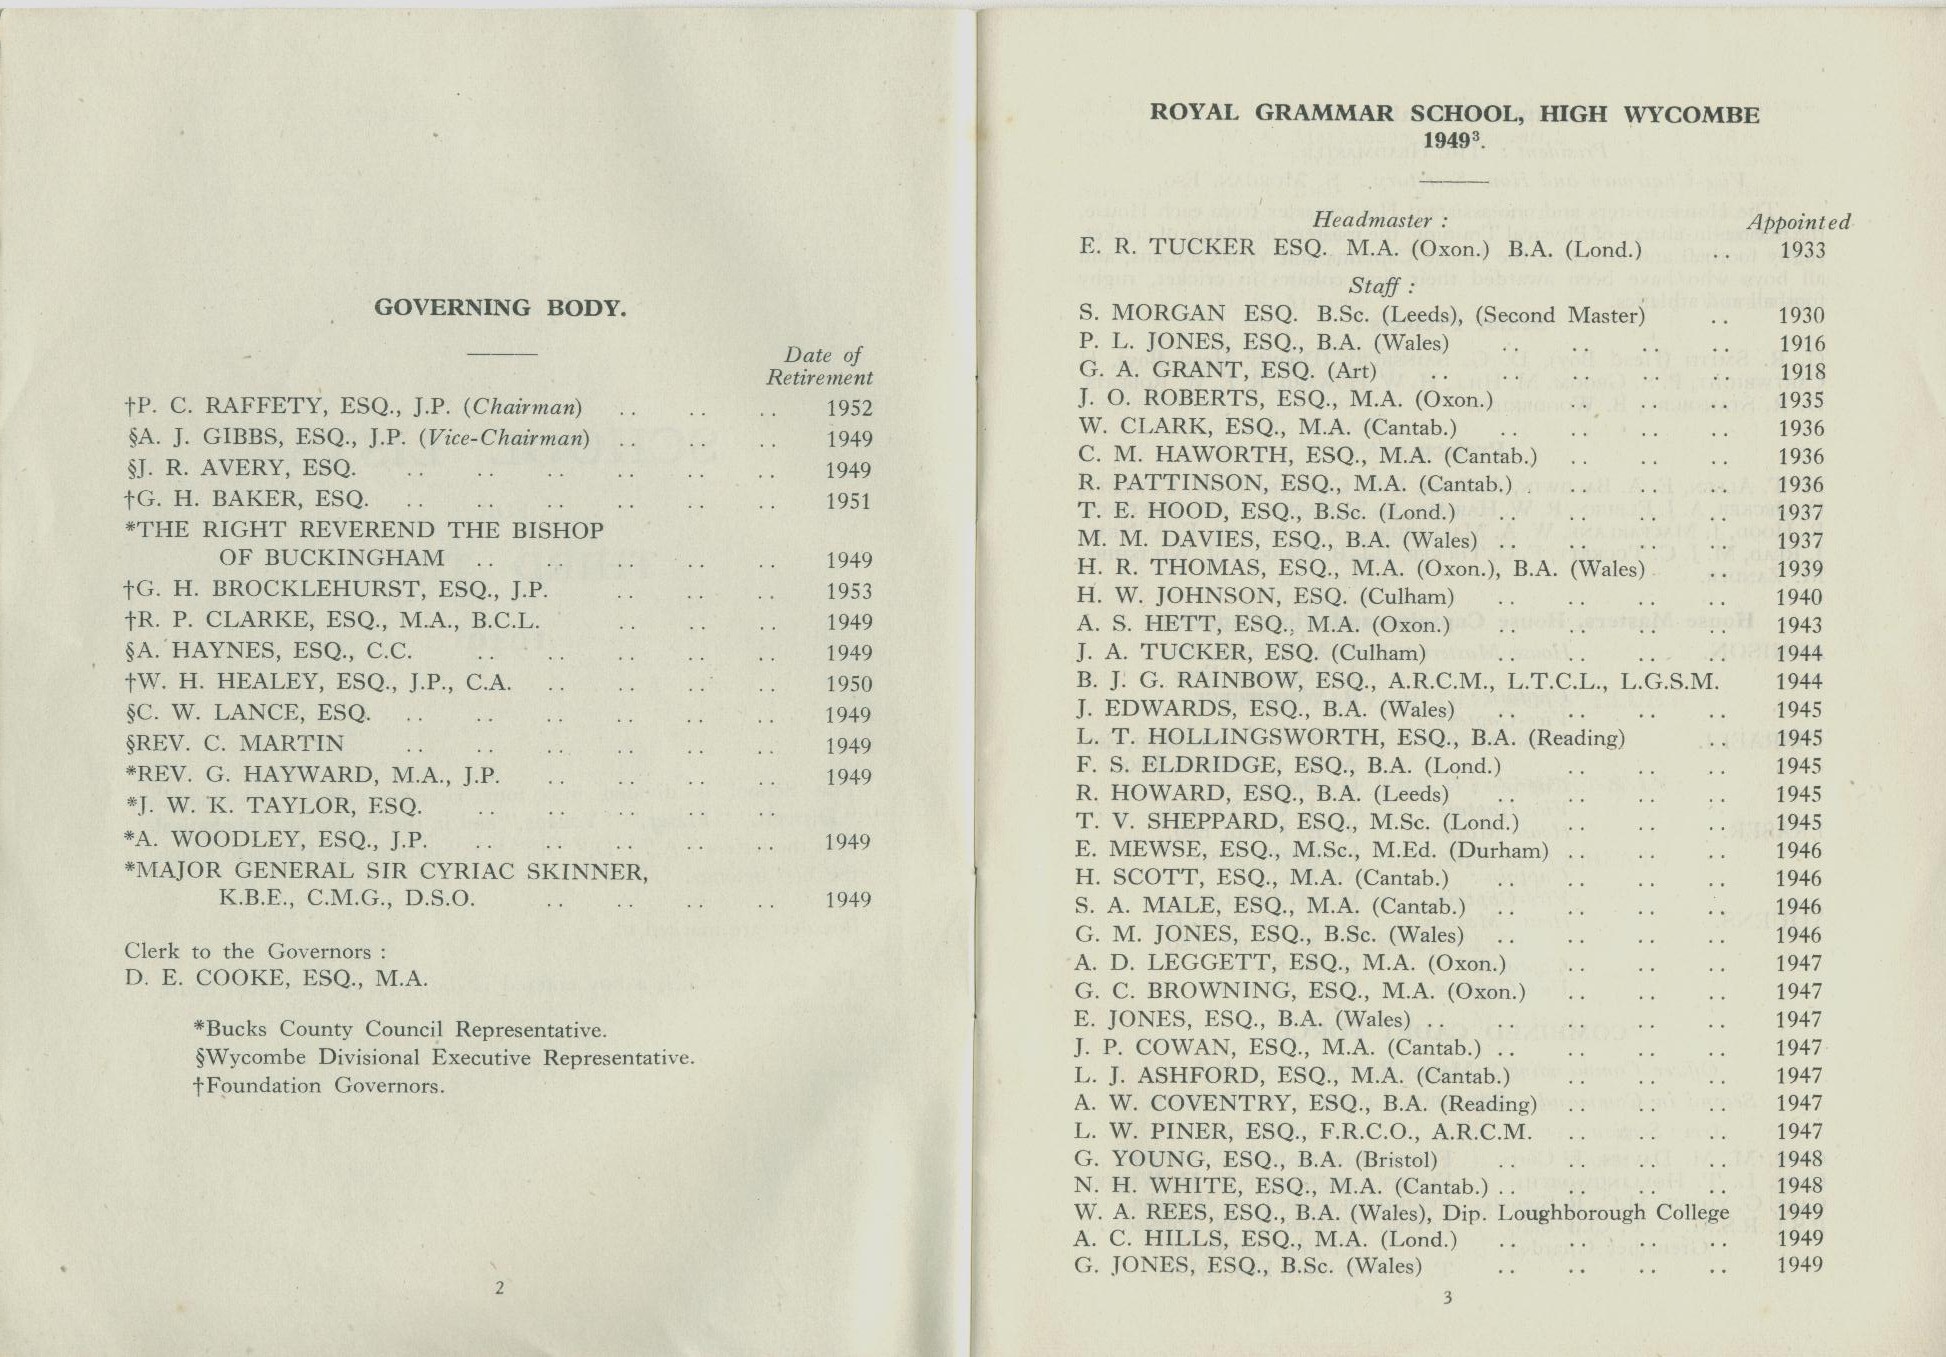 GOVERNING BODY.
Date of
Retirement
†P. C. RAFFETY, ESQ., J.P. (Chairman) .. .. .. 1952
§A. J. GIBBS, ESQ., J.P. (Vice-Chairman) .. .. .. 1949
§J. R. AVERY, ESQ. .. .. .. .. .. .. 1949
†G. H. BAKER, ESQ. .. .. .. .. .. .. 1951
*THE RIGHT REVEREND THE BISHOP
OF BUCKINGHAM .. .. .. .. .. 1949
†G. H. BROCKLEHURST, ESQ., J.P. .. .. .. 1953
†R. P. CLARKE, ESQ., M.A., B.C.L. .. .. .. 1949
§A. HAYNES, ESQ., C.C. .. .. .. .. .. 1949
†W. H. HEALEY, ESQ., J.P., C.A. .. .. .. .. 1950
§C. W. LANCE, ESQ. .. .. .. .. .. .. 1949
§REV. C. MARTIN .. .. .. .. .. .. 1949
*REV. G. HAYWARD, M.A., J.P. .. .. .. .. 1949
*J. W. K. TAYLOR, ESQ. .. .. .. .. ..
*A. WOODLEY, ESQ., J.P. .. .. .. .. .. 1949
*MAJOR GENERAL SIR CYRIAC SKINNER,
K.B.E., C.M.G., D.S.O. .. .. .. .. 1949
Clerk to the Governors :
D. E. COOKE, ESQ., M.A.
*Bucks County Council Representative.
§Wycombe Divisional Executive Representative.
†Foundation Governors.
2
ROYAL GRAMMAR SCHOOL, HIGH WYCOMBE
1949³.
Headmaster : Appointed
E. R. TUCKER ESQ. M.A. (Oxon.) B.A. (Lond.) .. 1933
Staff :
S. MORGAN ESQ. B.Sc. (Leeds), (Second Master) .. 1930
P. L. JONES, ESQ., B.A. (Wales) .. .. .. .. 1916
G. A. GRANT, ESQ. (Art) .. .. .. .. .. 1918
J. O. ROBERTS, ESQ., M.A. (Oxon.) .. .. .. 1935
W. CLARK, ESQ., M.A. (Cantab.) .. .. .. .. 1936
C. M. HAWORTH, ESQ., M.A. (Cantab.) .. .. .. 1936
R. PATTINSON, ESQ., M.A. (Cantab.) . .. .. .. 1936
T. E. HOOD, ESQ., B.Sc. (Lond.) .. .. .. .. 1937
M. M. DAVIES, ESQ., B.A. (Wales) .. .. .. .. 1937
H. R. THOMAS, ESQ., M.A. (Oxon.), B.A. (Wales) .. 1939
H. W. JOHNSON, ESQ. (Culham) .. .. .. .. 1940
A. S. HETT, ESQ., M.A. (Oxon.) .. .. .. .. 1943
J. A. TUCKER, ESQ. (Culham) .. .. .. .. 1944
B. J. G. RAINBOW, ESQ., A.R.C.M., L.T.C.L., L.G.S.M. 1944
J. EDWARDS, ESQ., B.A. (Wales) .. .. .. .. 1945
L. T. HOLLINGSWORTH, ESQ., B.A. (Reading) .. 1945
F. S. ELDRIDGE, ESQ., B.A. (Lond.) .. .. .. 1945
R. HOWARD, ESQ., B.A. (Leeds) .. .. .. .. 1945
T. V. SHEPPARD, ESQ., M.Sc. (Lond.) .. .. .. 1945
E. MEWSE, ESQ., M.Sc., M.Ed. (Durham) .. .. .. 1946
H. SCOTT, ESQ., M.A. (Cantab.) .. .. .. .. 1946
S. A. MALE, ESQ., M.A. (Cantab.) .. .. .. .. 1946
G. M. JONES, ESQ., B.Sc. (Wales) .. .. .. .. 1946
A. D. LEGGETT, ESQ., M.A. (Oxon.) .. .. .. 1947
G. C. BROWNING, ESQ., M.A. (Oxon.) .. .. .. 1947
E. JONES, ESQ., B.A. (Wales) .. .. .. .. .. 1947
J. P. COWAN, ESQ., M.A. (Cantab.) .. .. .. .. 1947
L. J. ASHFORD, ESQ., M.A. (Cantab.) .. .. .. 1947
A. W. COVENTRY, ESQ., B.A. (Reading) .. .. .. 1947
L. W. PINER, ESQ., F.R.C.O., A.R.C.M. .. .. .. 1947
G. YOUNG, ESQ., B.A. (Bristol) .. .. .. .. 1948
N. H. WHITE, ESQ., M.A. (Cantab.) .. .. .. .. 1948
W. A. REES, ESQ., B.A. (Wales), Dip. Loughborough College 1949
A. C. HILLS, ESQ., M.A. (Lond.) .. .. .. .. 1949
G. JONES, ESQ., B.Sc. (Wales) .. .. .. .. 1949
3